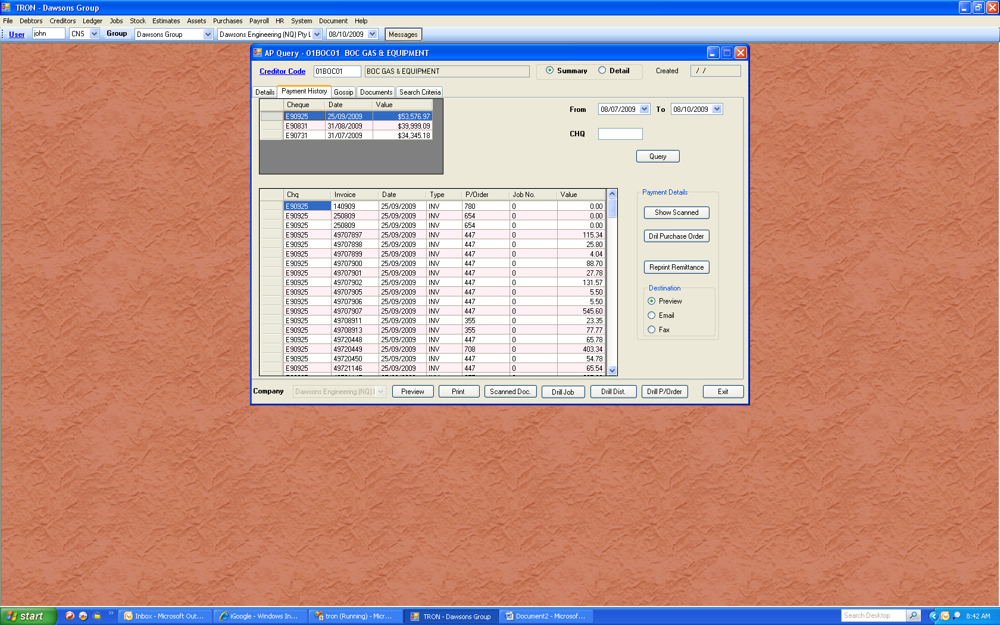 TRON - Dawsons Group
File Debtors Creditors Ledger Jobs Stock Estimates Assets Purchases Payroll HR System Document Help
User john CNS Group Dawsons Group Dawsons Engineering (NQ) Pty L 08/10/2009 Messages
AP Query - 01BOC01 BOC GAS & EQUIPMENT
Creditor Code 01BOC01 BOC GAS & EQUIPMENT Summary Detail Created / /
Details Payment History Gossip Documents Search Criteria
Cheque Date Value
E90925 25/09/2009 $53,576.97
E90831 31/08/2009 $39,999.09
E90731 31/07/2009 $34,345.18
From 08/07/2009 To 08/10/2009
CHQ
Query
Chq Invoice Date Type P/Order Job No. Value
E90925 140909 25/09/2009 INV 780 0 0.00
E90925 250809 25/09/2009 INV 654 0 0.00
E90925 250809 25/09/2009 INV 654 0 0.00
E90925 49707897 25/09/2009 INV 447 0 115.34
E90925 49707898 25/09/2009 INV 447 0 25.80
E90925 49707899 25/09/2009 INV 447 0 4.04
E90925 49707900 25/09/2009 INV 447 0 88.70
E90925 49707901 25/09/2009 INV 447 0 27.78
E90925 49707902 25/09/2009 INV 447 0 131.57
E90925 49707905 25/09/2009 INV 447 0 5.50
E90925 49707906 25/09/2009 INV 447 0 5.50
E90925 49707907 25/09/2009 INV 447 0 545.60
E90925 49708911 25/09/2009 INV 355 0 23.35
E90925 49708913 25/09/2009 INV 355 0 77.77
E90925 49720448 25/09/2009 INV 447 0 65.78
E90925 49720449 25/09/2009 INV 708 0 403.34
E90925 49720450 25/09/2009 INV 447 0 54.78
E90925 49721146 25/09/2009 INV 447 0 65.54
Payment Details
Show Scanned
Dril Purchase Order
Reprint Remittance
Destination
Preview
Email
Fax
Company Dawsons Engineering (NQ) Preview Print Scanned Doc. Drill Job Drill Dist. Drill P/Order Exit
start Inbox - Microsoft Out... iGoogle - Windows In... tron (Running) - Micr... TRON - Dawsons Group Document2 - Microsof... Search Desktop 8:42 AM